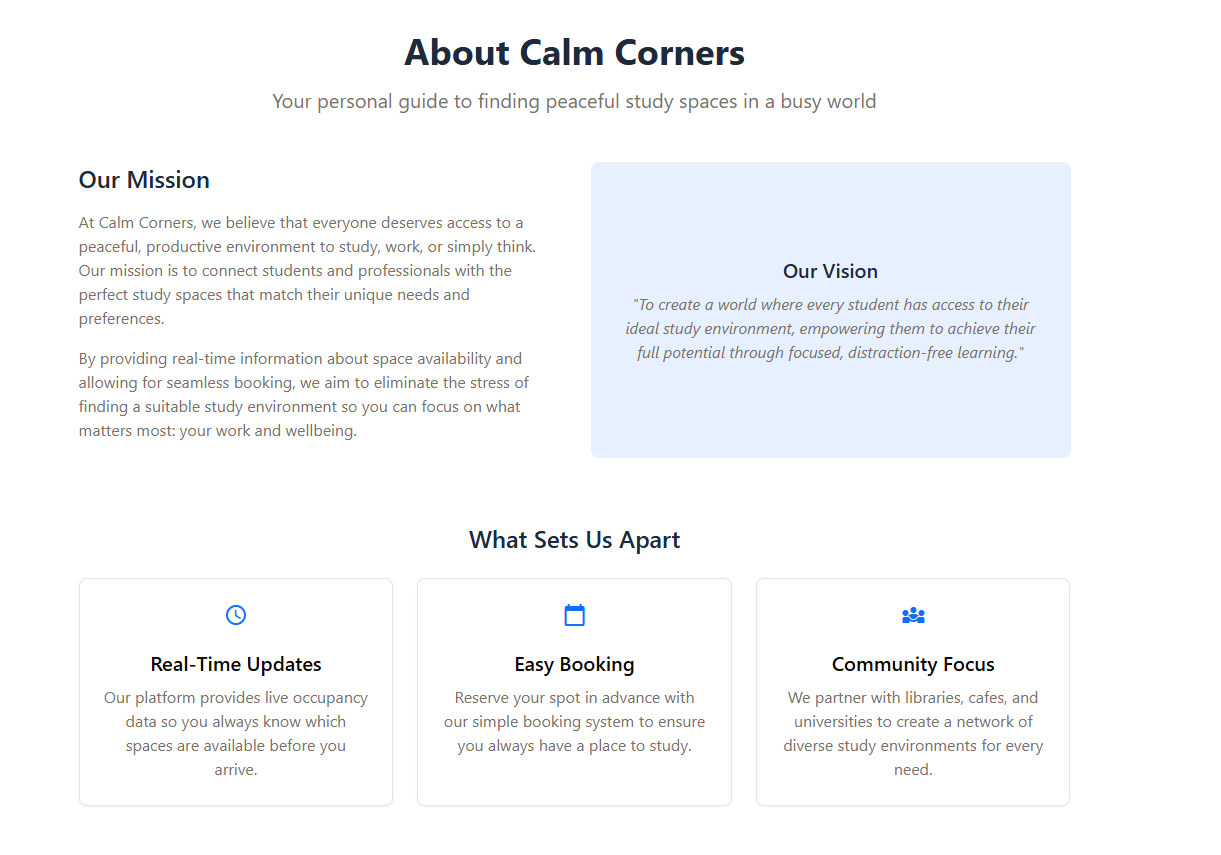 About Calm Corners
Your personal guide to finding peaceful study spaces in a busy world
Our Mission
At Calm Corners, we believe that everyone deserves access to a
peaceful, productive environment to study, work, or simply think.
Our mission is to connect students and professionals with the
perfect study spaces that match their unique needs and
preferences.
By providing real-time information about space availability and
allowing for seamless booking, we aim to eliminate the stress of
finding a suitable study environment so you can focus on what
matters most: your work and wellbeing.
Our Vision
"To create a world where every student has access to their
ideal study environment, empowering them to achieve their
full potential through focused, distraction-free learning."
What Sets Us Apart
Real-Time Updates
Our platform provides live occupancy
data so you always know which
spaces are available before you
arrive.
Easy Booking
Reserve your spot in advance with
our simple booking system to ensure
you always have a place to study.
Community Focus
We partner with libraries, cafes, and
universities to create a network of
diverse study environments for every
need.